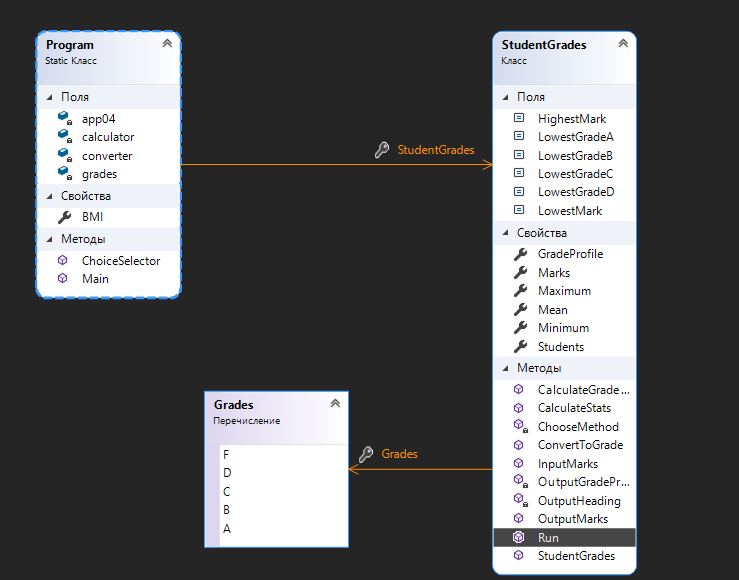 Program
Static Класс
Поля
app04
calculator
converter
grades
Свойства
BMI
Методы
ChoiceSelector
Main
StudentGrades
StudentGrades
Класс
Поля
HighestMark
LowestGradeA
LowestGradeB
LowestGradeC
LowestGradeD
LowestMark
Свойства
GradeProfile
Marks
Maximum
Mean
Minimum
Students
Методы
CalculateGrade...
CalculateStats
ChooseMethod
ConvertToGrade
InputMarks
OutputGradePr...
OutputHeading
OutputMarks
Run
StudentGrades
Grades
Grades
Перечисление
F
D
C
B
A